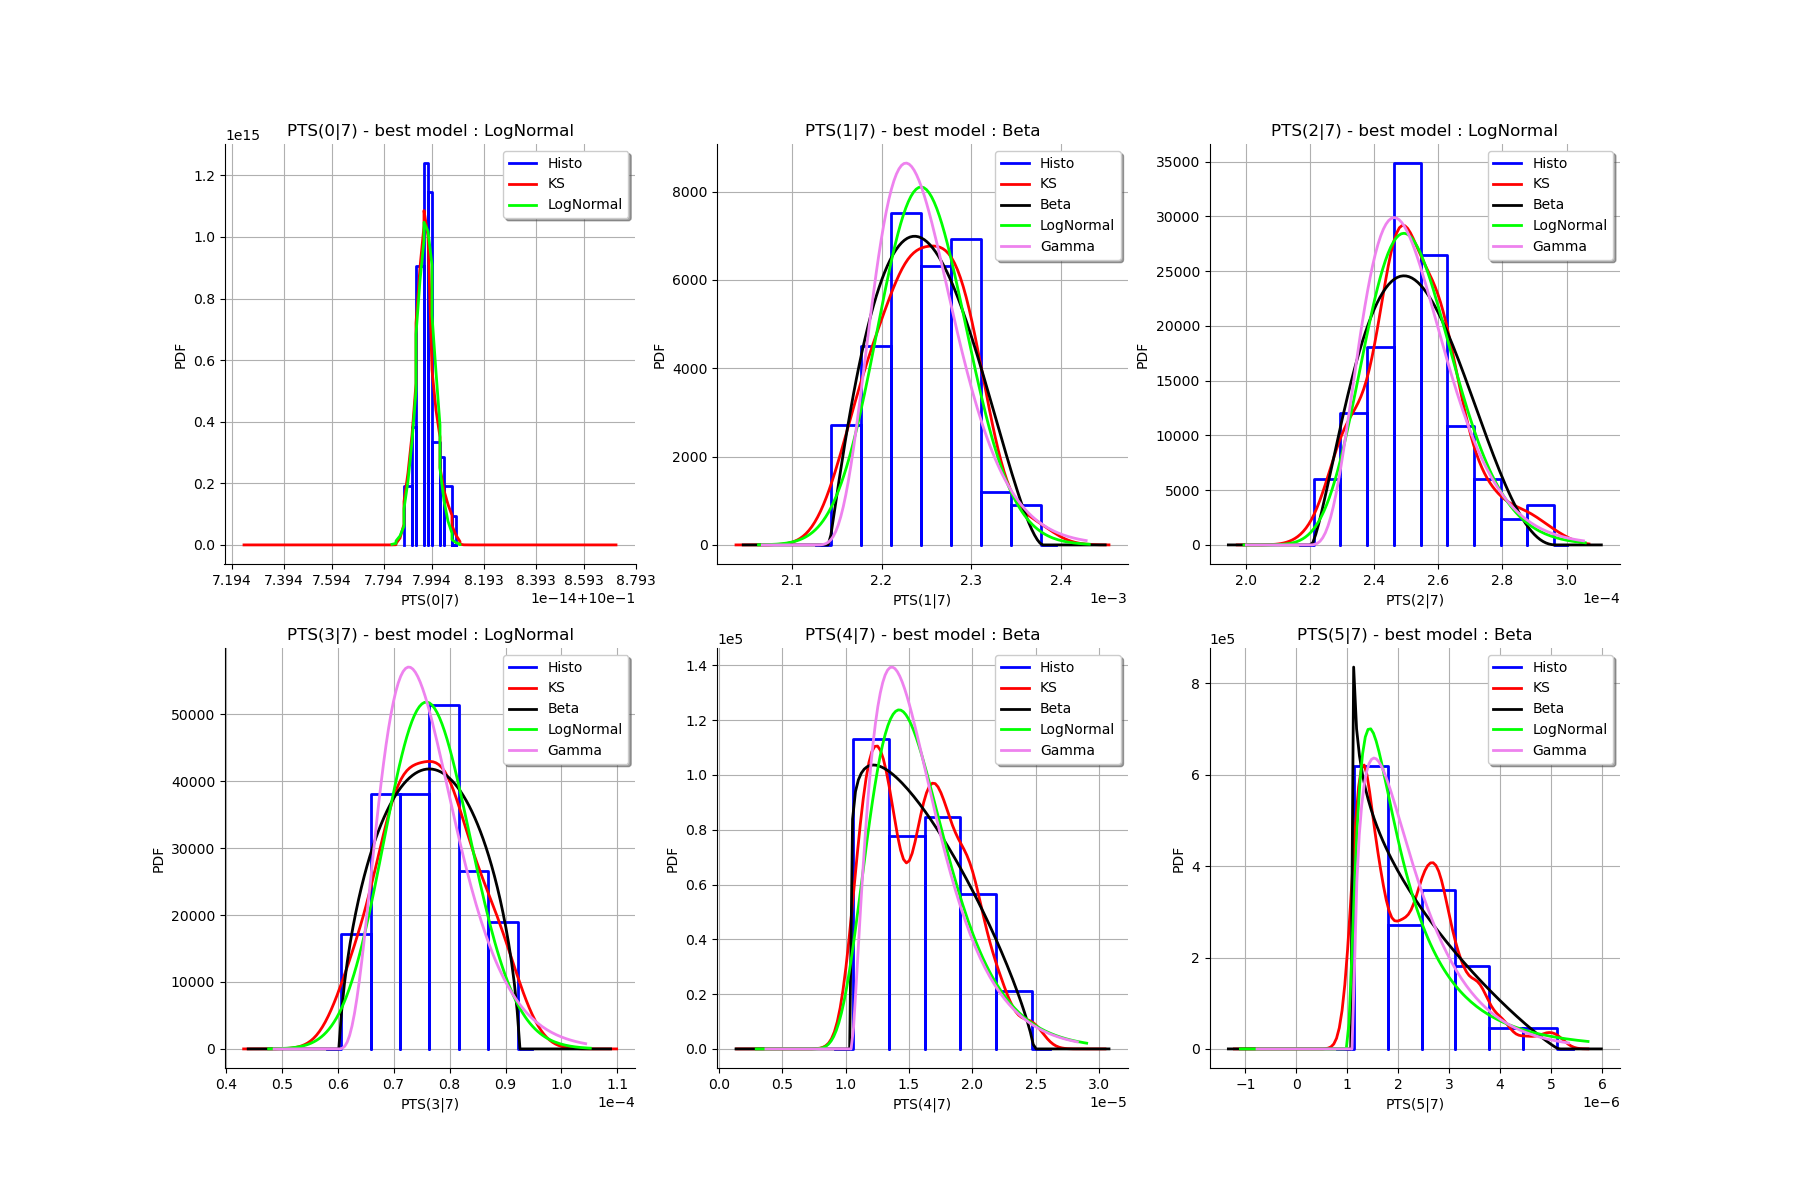 PTS(0|7) - best model : LogNormal
1e15
PDF
1.2
1.0
0.8
0.6
0.4
0.2
0.0
Histo
KS
LogNormal
7.194 7.394 7.594 7.794 7.994 8.193 8.393 8.593 8.793
PTS(0|7)
1e−14+10e−1
PTS(1|7) - best model : Beta
PDF
8000
6000
4000
2000
0
Histo
KS
Beta
LogNormal
Gamma
2.1 2.2 2.3 2.4
PTS(1|7)
1e−3
PTS(2|7) - best model : LogNormal
PDF
35000
30000
25000
20000
15000
10000
5000
0
Histo
KS
Beta
LogNormal
Gamma
2.0 2.2 2.4 2.6 2.8 3.0
PTS(2|7)
1e−4
PTS(3|7) - best model : LogNormal
PDF
50000
40000
30000
20000
10000
0
Histo
KS
Beta
LogNormal
Gamma
0.4 0.5 0.6 0.7 0.8 0.9 1.0 1.1
PTS(3|7)
1e−4
PTS(4|7) - best model : Beta
1e5
PDF
1.4
1.2
1.0
0.8
0.6
0.4
0.2
0.0
Histo
KS
Beta
LogNormal
Gamma
0.0 0.5 1.0 1.5 2.0 2.5 3.0
PTS(4|7)
1e−5
PTS(5|7) - best model : Beta
1e5
PDF
8
6
4
2
0
Histo
KS
Beta
LogNormal
Gamma
−1 0 1 2 3 4 5 6
PTS(5|7)
1e−6